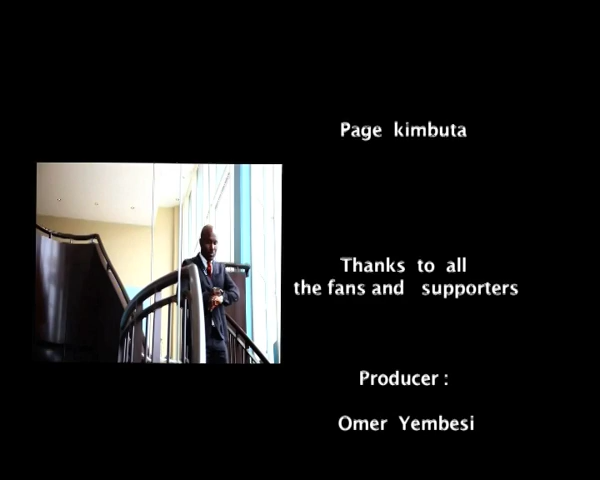 Page kimbuta
Thanks to all
the fans and supporters
Producer :
Omer Yembesi